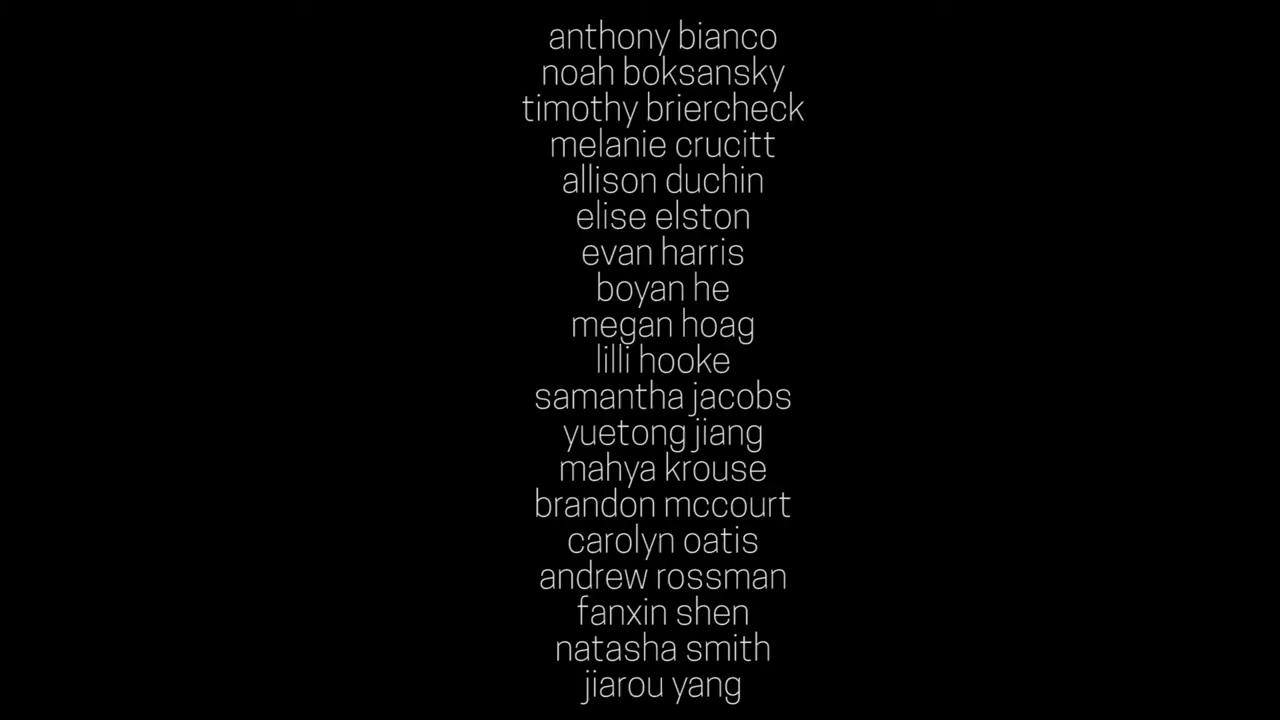 anthony bianco
noah boksansky
timothy briercheck
melanie crucitt
allison duchin
elise elston
evan harris
boyan he
megan hoag
lilli hooke
samantha jacobs
yuetong jiang
mahya krouse
brandon mccourt
carolyn oatis
andrew rossman
fanxin shen
natasha smith
jiarou yang